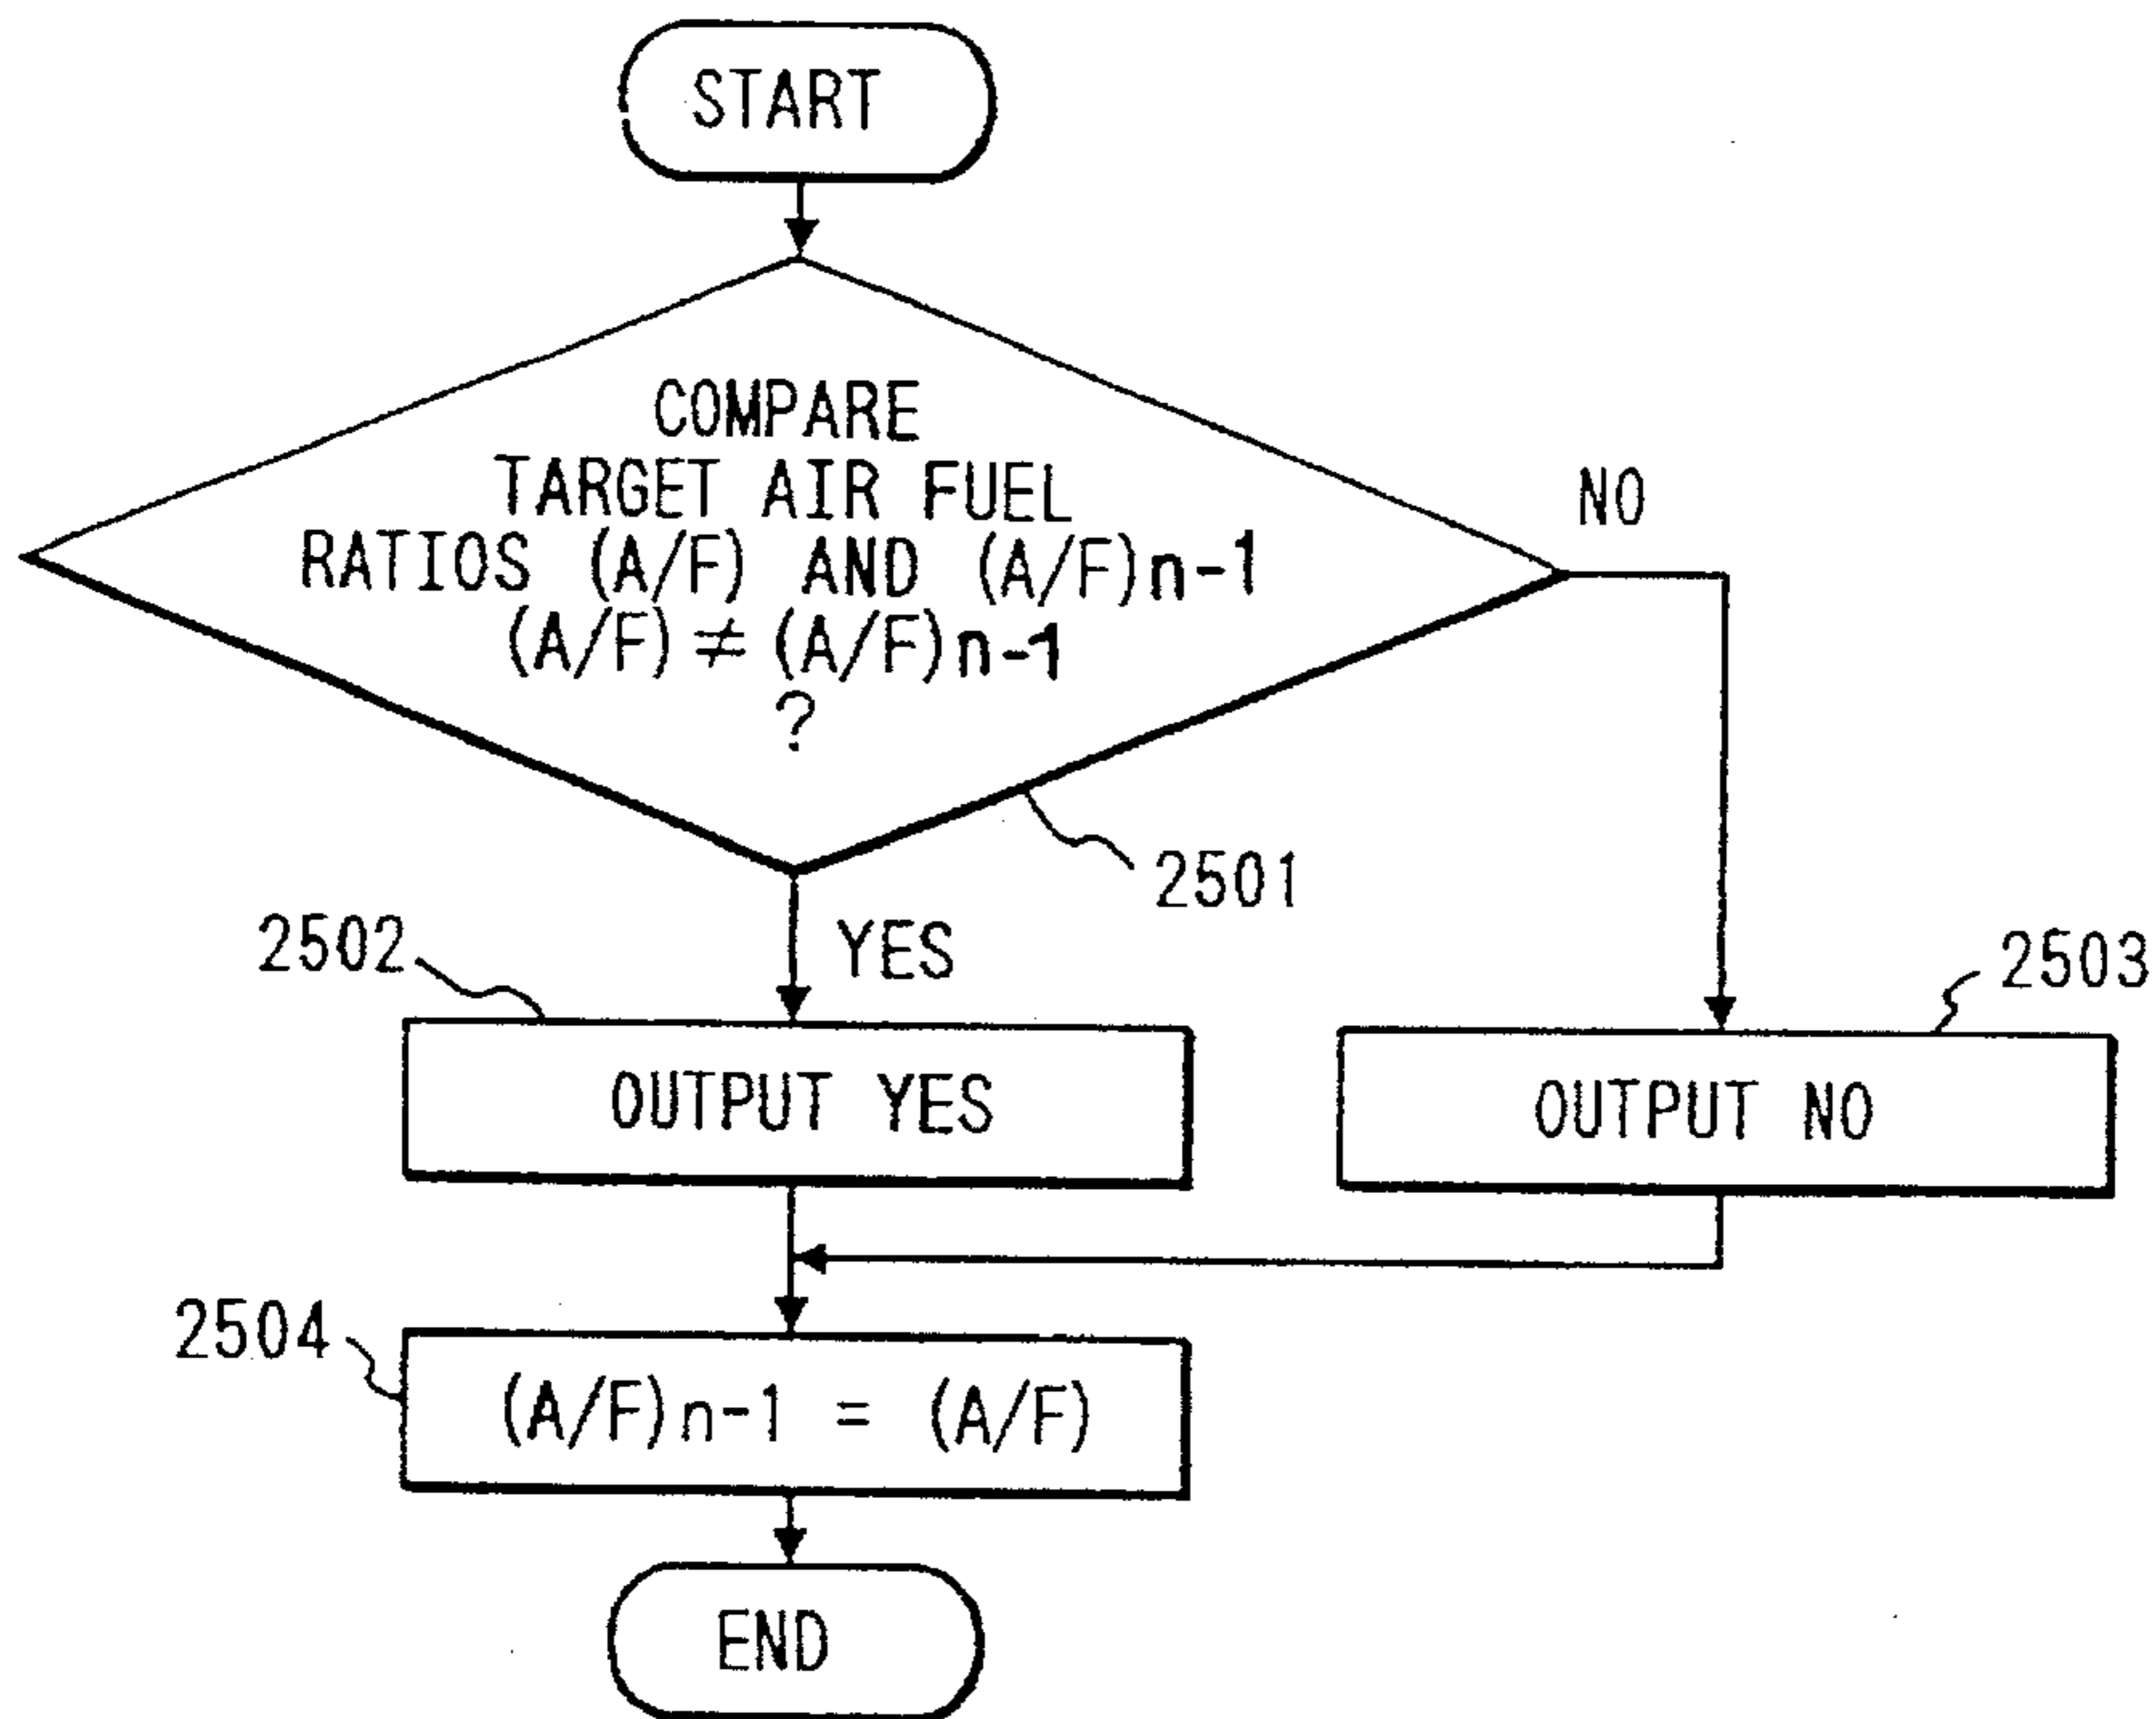 START
COMPARE
TARGET AIR FUEL
RATIOS (A/F) AND (A/F)n-1
(A/F) ≠ (A/F)n-1
?
NO
2501
YES
2502
2503
OUTPUT YES
OUTPUT NO
2504
(A/F)n-1 = (A/F)
END